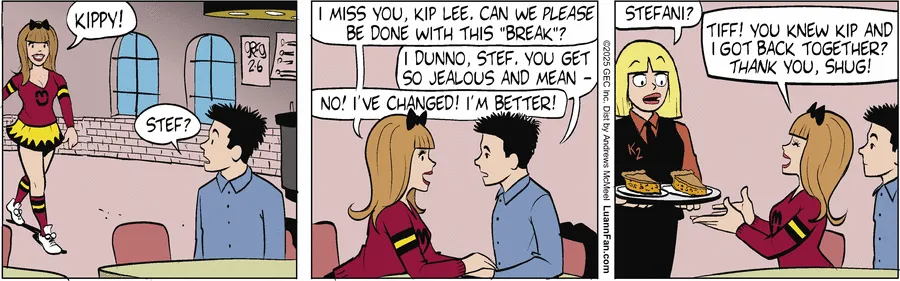 KIPPY!
STEF?
GREG
2-6
I MISS YOU, KIP LEE. CAN WE PLEASE
BE DONE WITH THIS "BREAK"?
I DUNNO, STEF. YOU GET
SO JEALOUS AND MEAN –
NO! I'VE CHANGED! I'M BETTER!
©2025 GEC Inc. Dist by Andrews McMeel LuannFan.com
STEFANI?
K2
TIFF! YOU KNEW KIP AND
I GOT BACK TOGETHER?
THANK YOU, SHUG!